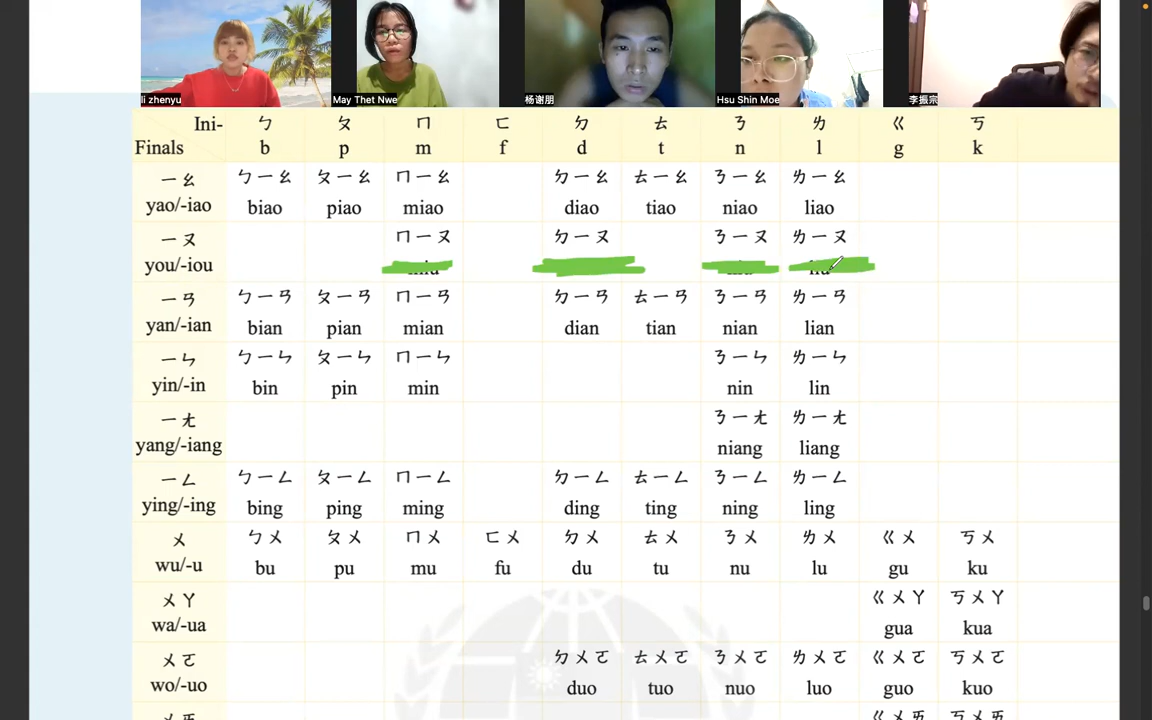 li zhenyu
May Thet Nwe
杨谢朋
Hsu Shin Moe
李振宗
Ini- ㄅ ㄆ ㄇ ㄈ ㄉ ㄊ ㄋ ㄌ ㄍ ㄎ
Finals b p m f d t n l g k
ㄧㄠ ㄅㄧㄠ ㄆㄧㄠ ㄇㄧㄠ ㄉㄧㄠ ㄊㄧㄠ ㄋㄧㄠ ㄌㄧㄠ
yao/-iao biao piao miao diao tiao niao liao
ㄧㄡ ㄇㄧㄡ ㄉㄧㄡ ㄋㄧㄡ ㄌㄧㄡ
you/-iou
ㄧㄢ ㄅㄧㄢ ㄆㄧㄢ ㄇㄧㄢ ㄉㄧㄢ ㄊㄧㄢ ㄋㄧㄢ ㄌㄧㄢ
yan/-ian bian pian mian dian tian nian lian
ㄧㄣ ㄅㄧㄣ ㄆㄧㄣ ㄇㄧㄣ ㄋㄧㄣ ㄌㄧㄣ
yin/-in bin pin min nin lin
ㄧㄤ ㄋㄧㄤ ㄌㄧㄤ
yang/-iang niang liang
ㄧㄥ ㄅㄧㄥ ㄆㄧㄥ ㄇㄧㄥ ㄉㄧㄥ ㄊㄧㄥ ㄋㄧㄥ ㄌㄧㄥ
ying/-ing bing ping ming ding ting ning ling
ㄨ ㄅㄨ ㄆㄨ ㄇㄨ ㄈㄨ ㄉㄨ ㄊㄨ ㄋㄨ ㄌㄨ ㄍㄨ ㄎㄨ
wu/-u bu pu mu fu du tu nu lu gu ku
ㄨㄚ ㄍㄨㄚ ㄎㄨㄚ
wa/-ua gua kua
ㄨㄛ ㄉㄨㄛ ㄊㄨㄛ ㄋㄨㄛ ㄌㄨㄛ ㄍㄨㄛ ㄎㄨㄛ
wo/-uo duo tuo nuo luo guo kuo